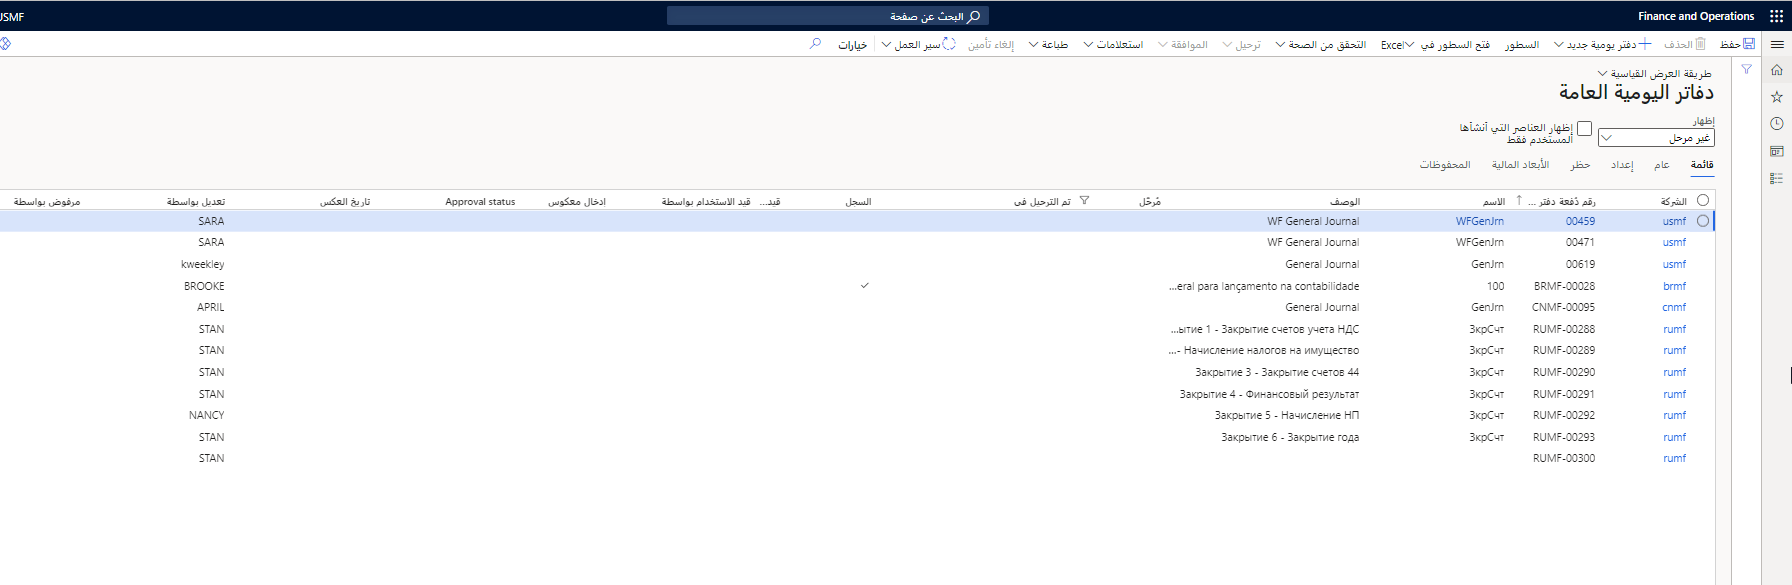 Finance and Operations
البحث عن صفحة
USMF
حفظ الحذف دفتر يومية جديد السطور فتح السطور في Excel التحقق من الصحة ترحيل الموافقة استعلامات طباعة إلغاء تأمين سير العمل خيارات
طريقة العرض القياسية
دفاتر اليومية العامة
إظهار
غير مرحل
إظهار العناصر التي أنشأها
المستخدم فقط
قائمة عام إعداد حظر الأبعاد المالية المحفوظات
الشركة رقم دُفعة دفتر ... الاسم الوصف مُرحّل تم الترحيل في السجل قيد... قيد الاستخدام بواسطة ادخال معكوس Approval status تاريخ العكس تعديل بواسطة مرفوض بواسطة
usmf 00459 WFGenJrn WF General Journal SARA
usmf 00471 WFGenJrn WF General Journal SARA
usmf 00619 GenJrn General Journal kweekley
brmf BRMF-00028 100 ...eral para lançamento na contabilidade BROOKE
cnmf CNMF-00095 GenJrn General Journal APRIL
rumf RUMF-00288 ЗкрСчт ...ытие 1 - Закрытие счетов учета НДС STAN
rumf RUMF-00289 ЗкрСчт ...- Начисление налогов на имущество STAN
rumf RUMF-00290 ЗкрСчт Закрытие 3 - Закрытие счетов 44 STAN
rumf RUMF-00291 ЗкрСчт Закрытие 4 - Финансовый результат STAN
rumf RUMF-00292 ЗкрСчт Закрытие 5 - Начисление НП NANCY
rumf RUMF-00293 ЗкрСчт Закрытие 6 - Закрытие года STAN
rumf RUMF-00300 STAN